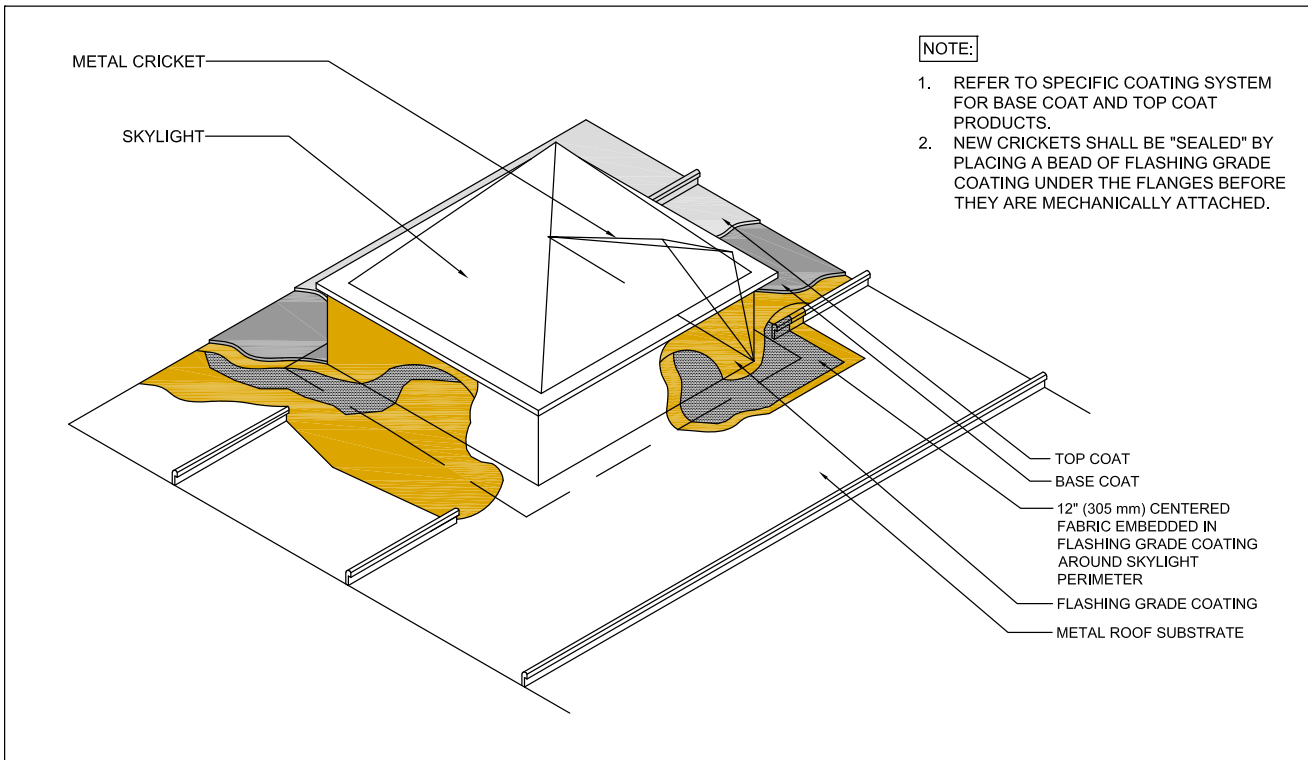 METAL CRICKET
SKYLIGHT
NOTE:
1. REFER TO SPECIFIC COATING SYSTEM
FOR BASE COAT AND TOP COAT
PRODUCTS.
2. NEW CRICKETS SHALL BE "SEALED" BY
PLACING A BEAD OF FLASHING GRADE
COATING UNDER THE FLANGES BEFORE
THEY ARE MECHANICALLY ATTACHED.
TOP COAT
BASE COAT
12" (305 mm) CENTERED
FABRIC EMBEDDED IN
FLASHING GRADE COATING
AROUND SKYLIGHT
PERIMETER
FLASHING GRADE COATING
METAL ROOF SUBSTRATE